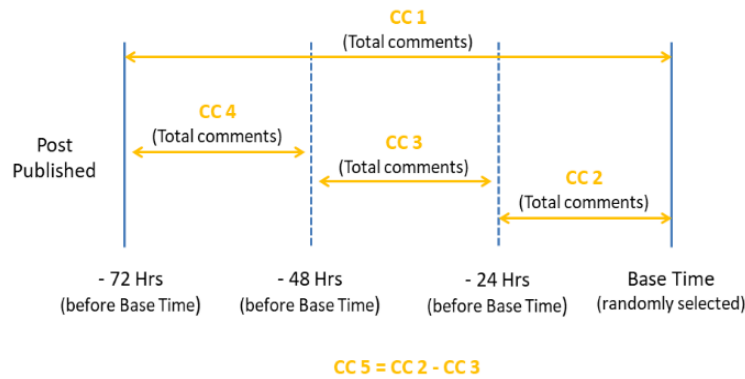 CC 1
(Total comments)
CC 4
(Total comments)
CC 3
(Total comments)
CC 2
(Total comments)
Post
Published
- 72 Hrs
(before Base Time)
- 48 Hrs
(before Base Time)
- 24 Hrs
(before Base Time)
Base Time
(randomly selected)
CC 5 = CC 2 - CC 3